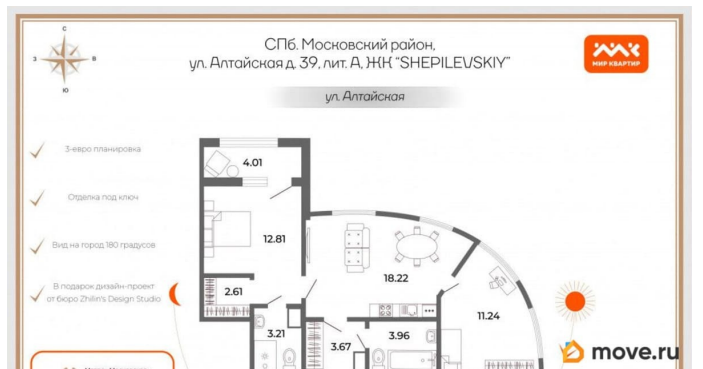 С
З
В
Ю
СПб. Московский район,
ул. Алтайская д. 39, лит. А, ЖК "SHEPILEVSKIY"
МИР КВАРТИР
ул. Алтайская
3-евро планировка
Отделка под ключ
Вид на город 180 градусов
В подарок дизайн-проект
от бюро Zhilin's Design Studio
4.01
12.81
2.61
18.22
11.24
3.21
3.67
3.96
move.ru